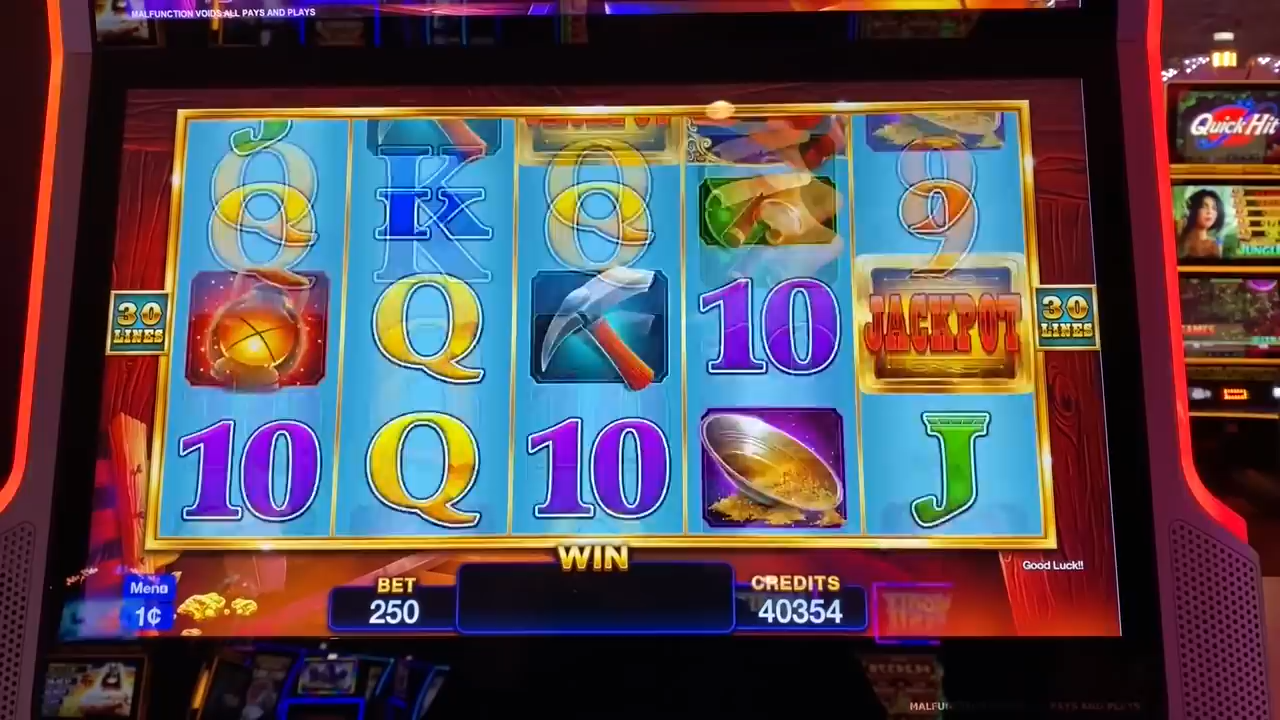 MALFUNCTION VOIDS ALL PAYS AND PLAYS
Quick Hit
J
Q K Q 9
30 LINES
Q 10 JACKPOT
30 LINES
10 Q 10 J
WIN
Good Luck!!
Menu
1¢
BET
250
CREDITS
40354